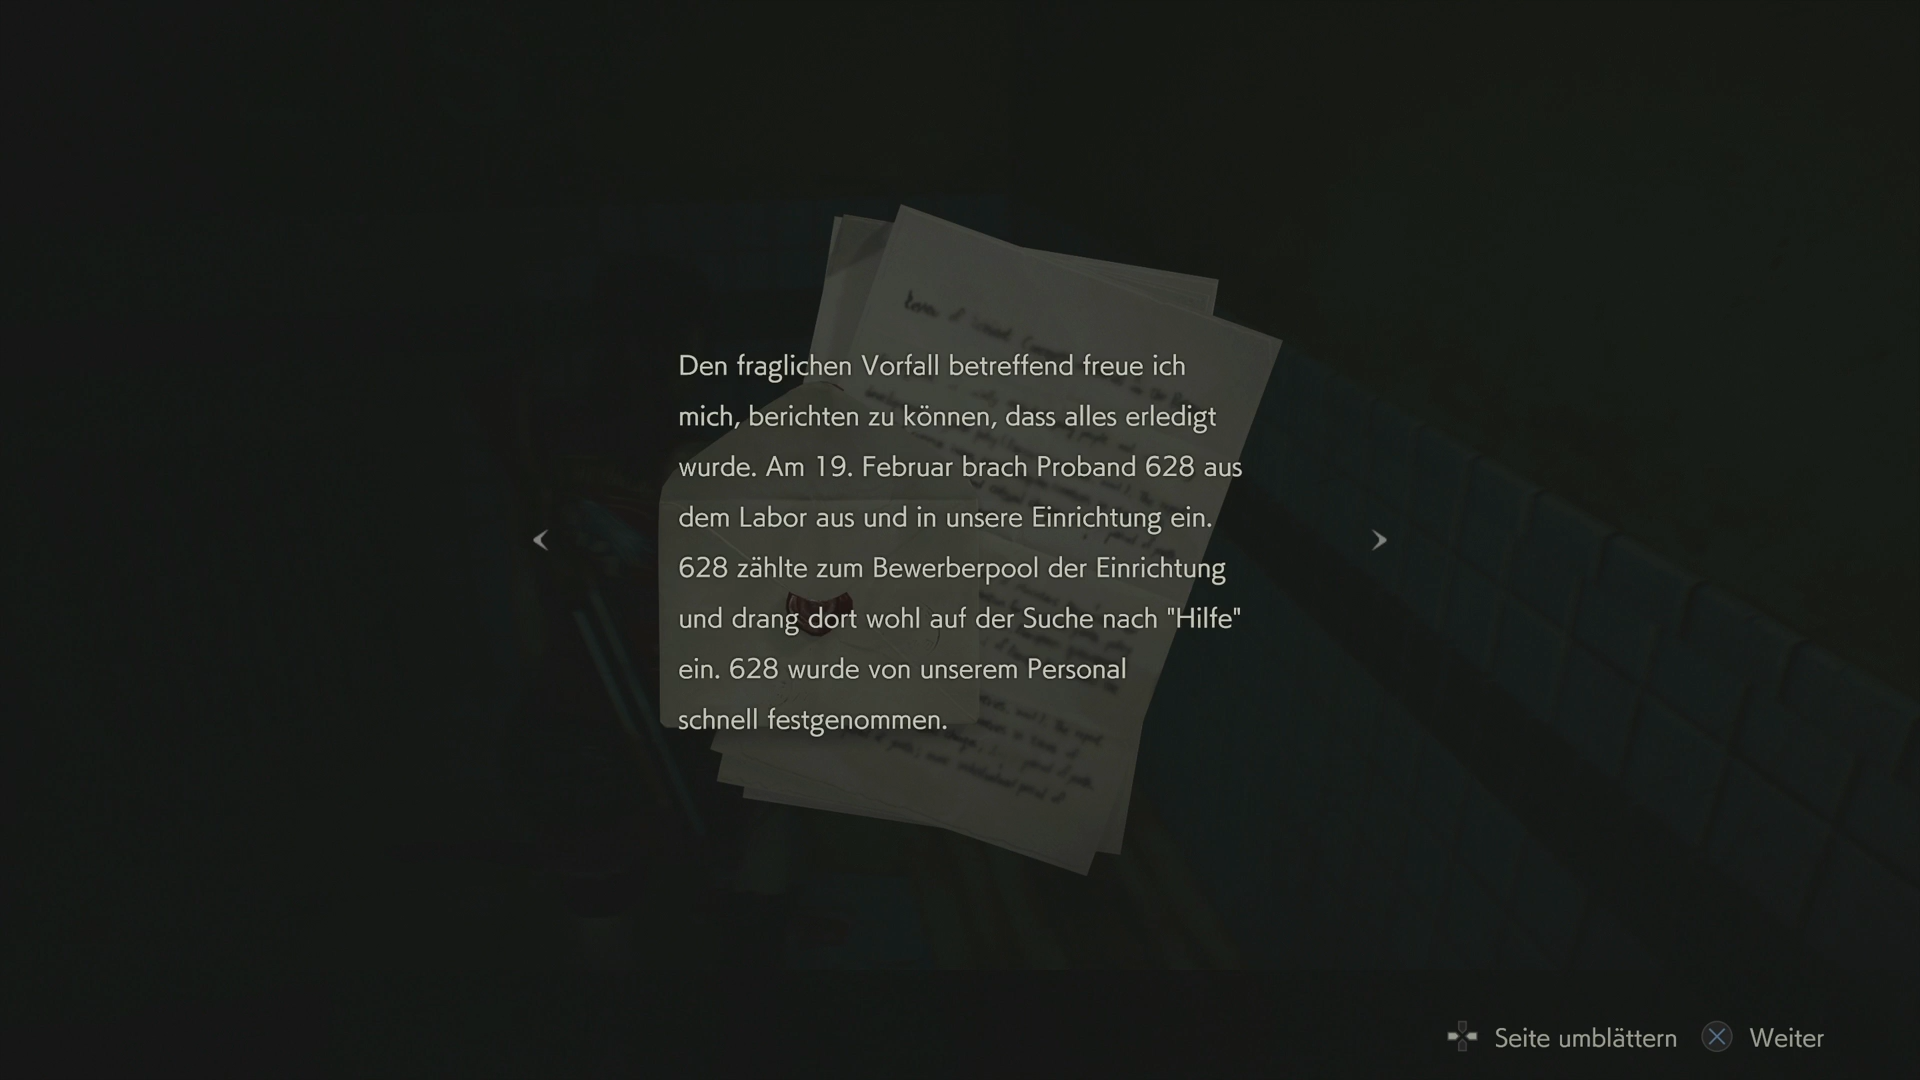 Den fraglichen Vorfall betreffend freue ich
mich, berichten zu können, dass alles erledigt
wurde. Am 19. Februar brach Proband 628 aus
dem Labor aus und in unsere Einrichtung ein.
628 zählte zum Bewerberpool der Einrichtung
und drang dort wohl auf der Suche nach "Hilfe"
ein. 628 wurde von unserem Personal
schnell festgenommen.
Seite umblättern
Weiter